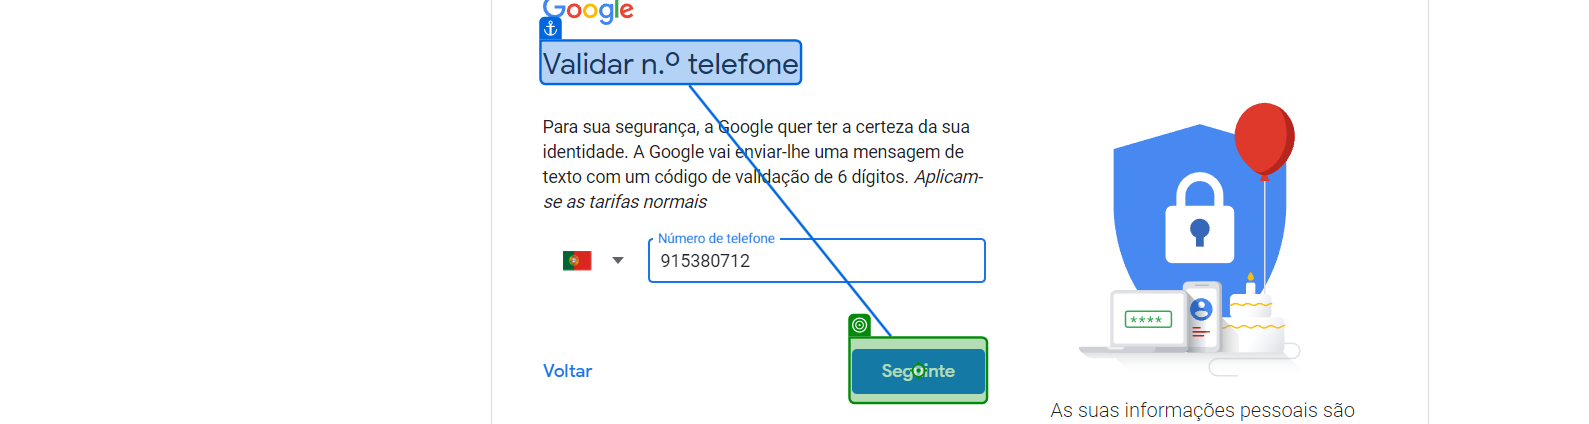 Google
Validar n.º telefone
Para sua segurança, a Google quer ter a certeza da sua
identidade. A Google vai enviar-lhe uma mensagem de
texto com um código de validação de 6 dígitos. Aplicam-
se as tarifas normais
Número de telefone
915380712
Voltar
Seguinte
****
As suas informações pessoais são